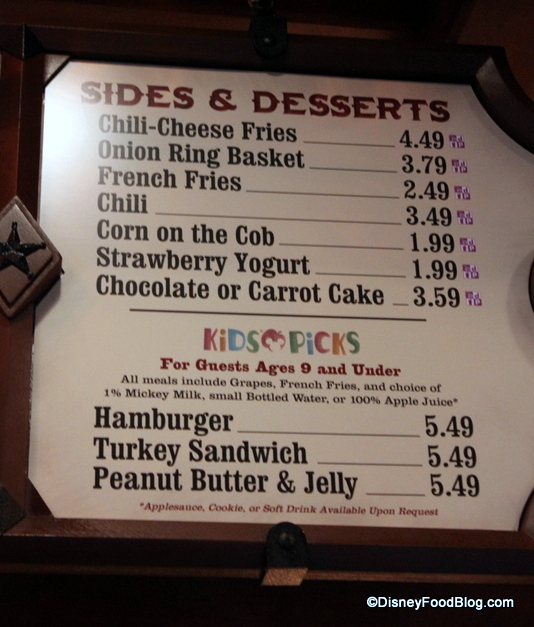 SIDES & DESSERTS
Chili-Cheese Fries 4.49
Onion Ring Basket 3.79
French Fries 2.49
Chili 3.49
Corn on the Cob 1.99
Strawberry Yogurt 1.99
Chocolate or Carrot Cake 3.59
KiDS PiCKS
For Guests Ages 9 and Under
All meals include Grapes, French Fries, and choice of
1% Mickey Milk, small Bottled Water, or 100% Apple Juice*
Hamburger 5.49
Turkey Sandwich 5.49
Peanut Butter & Jelly 5.49
*Applesauce, Cookie, or Soft Drink Available Upon Request
©DisneyFoodBlog.com